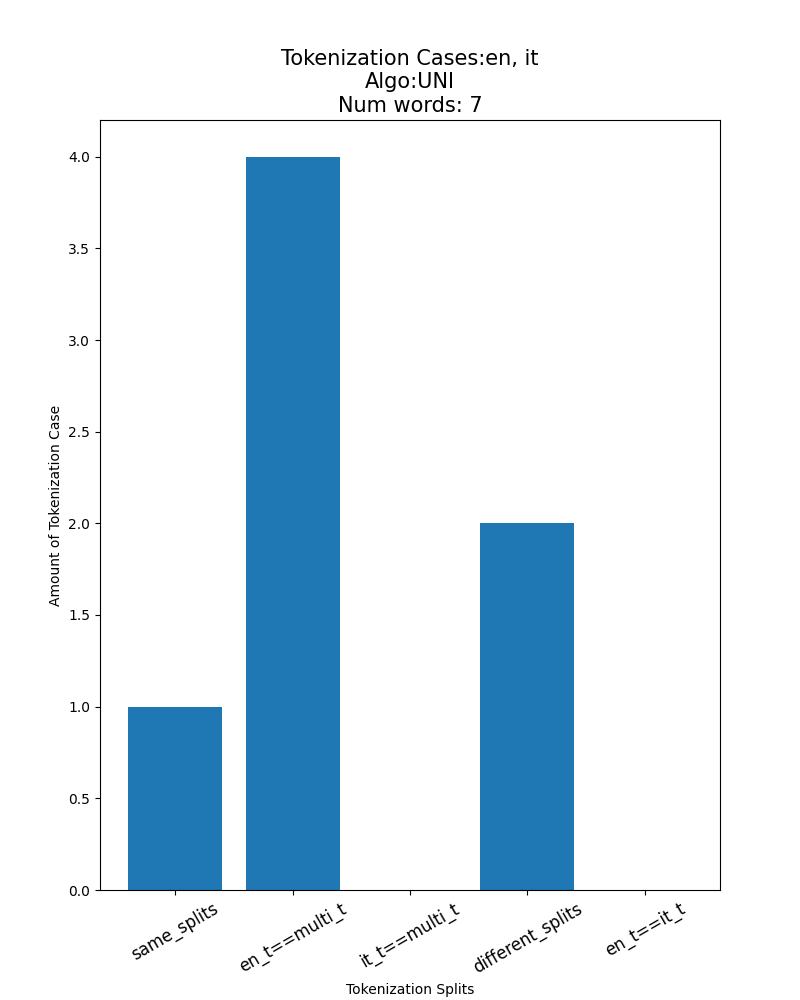 Tokenization Cases:en, it
Algo:UNI
Num words: 7
4.0
3.5
3.0
2.5
2.0
1.5
1.0
0.5
0.0
Amount of Tokenization Case
same_splits
en_t==multi_t
it_t==multi_t
different_splits
en_t==it_t
Tokenization Splits